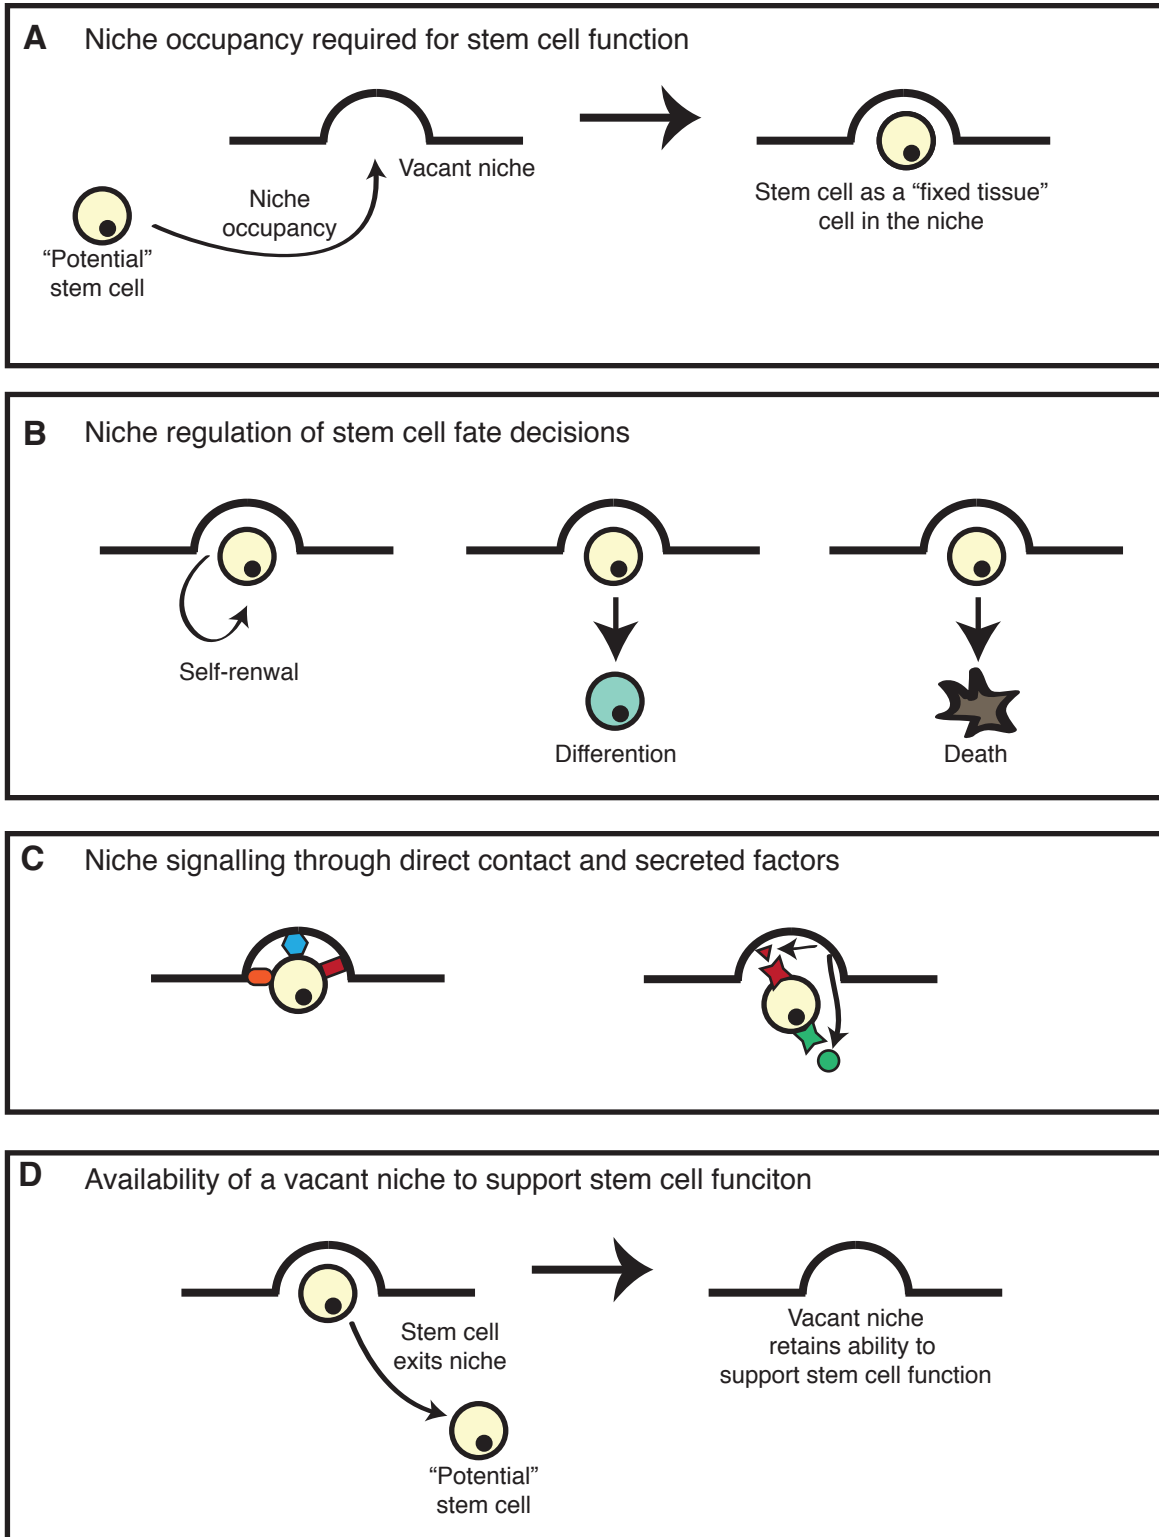 A Niche occupancy required for stem cell function
Vacant niche
Niche
occupancy
“Potential”
stem cell
Stem cell as a “fixed tissue”
cell in the niche
B Niche regulation of stem cell fate decisions
Self-renwal
Differention
Death
C Niche signalling through direct contact and secreted factors
D Availability of a vacant niche to support stem cell funciton
Stem cell
exits niche
“Potential”
stem cell
Vacant niche
retains ability to
support stem cell function